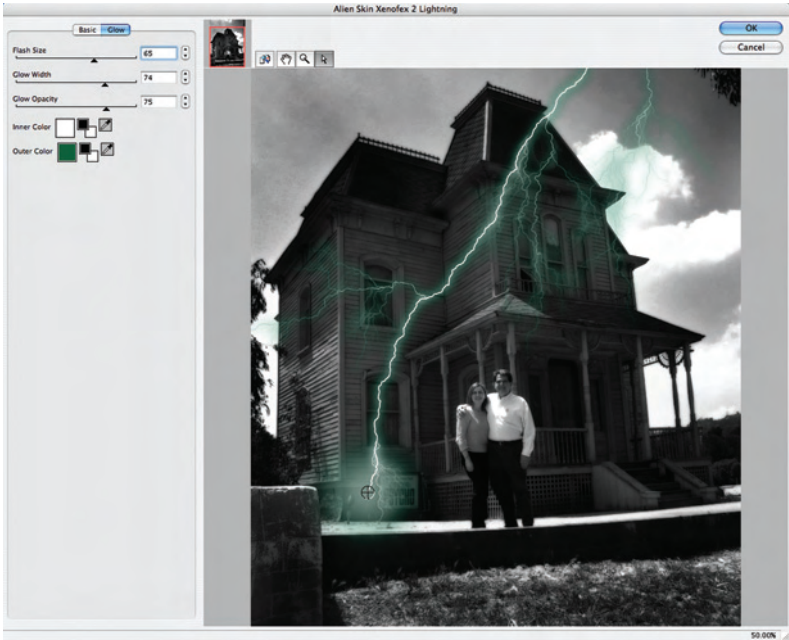 Alien Skin Xenofex 2 Lightning
Basic Glow
Flash Size 65
Glow Width 74
Glow Opacity 75
Inner Color
Outer Color
OK
Cancel
50.00%